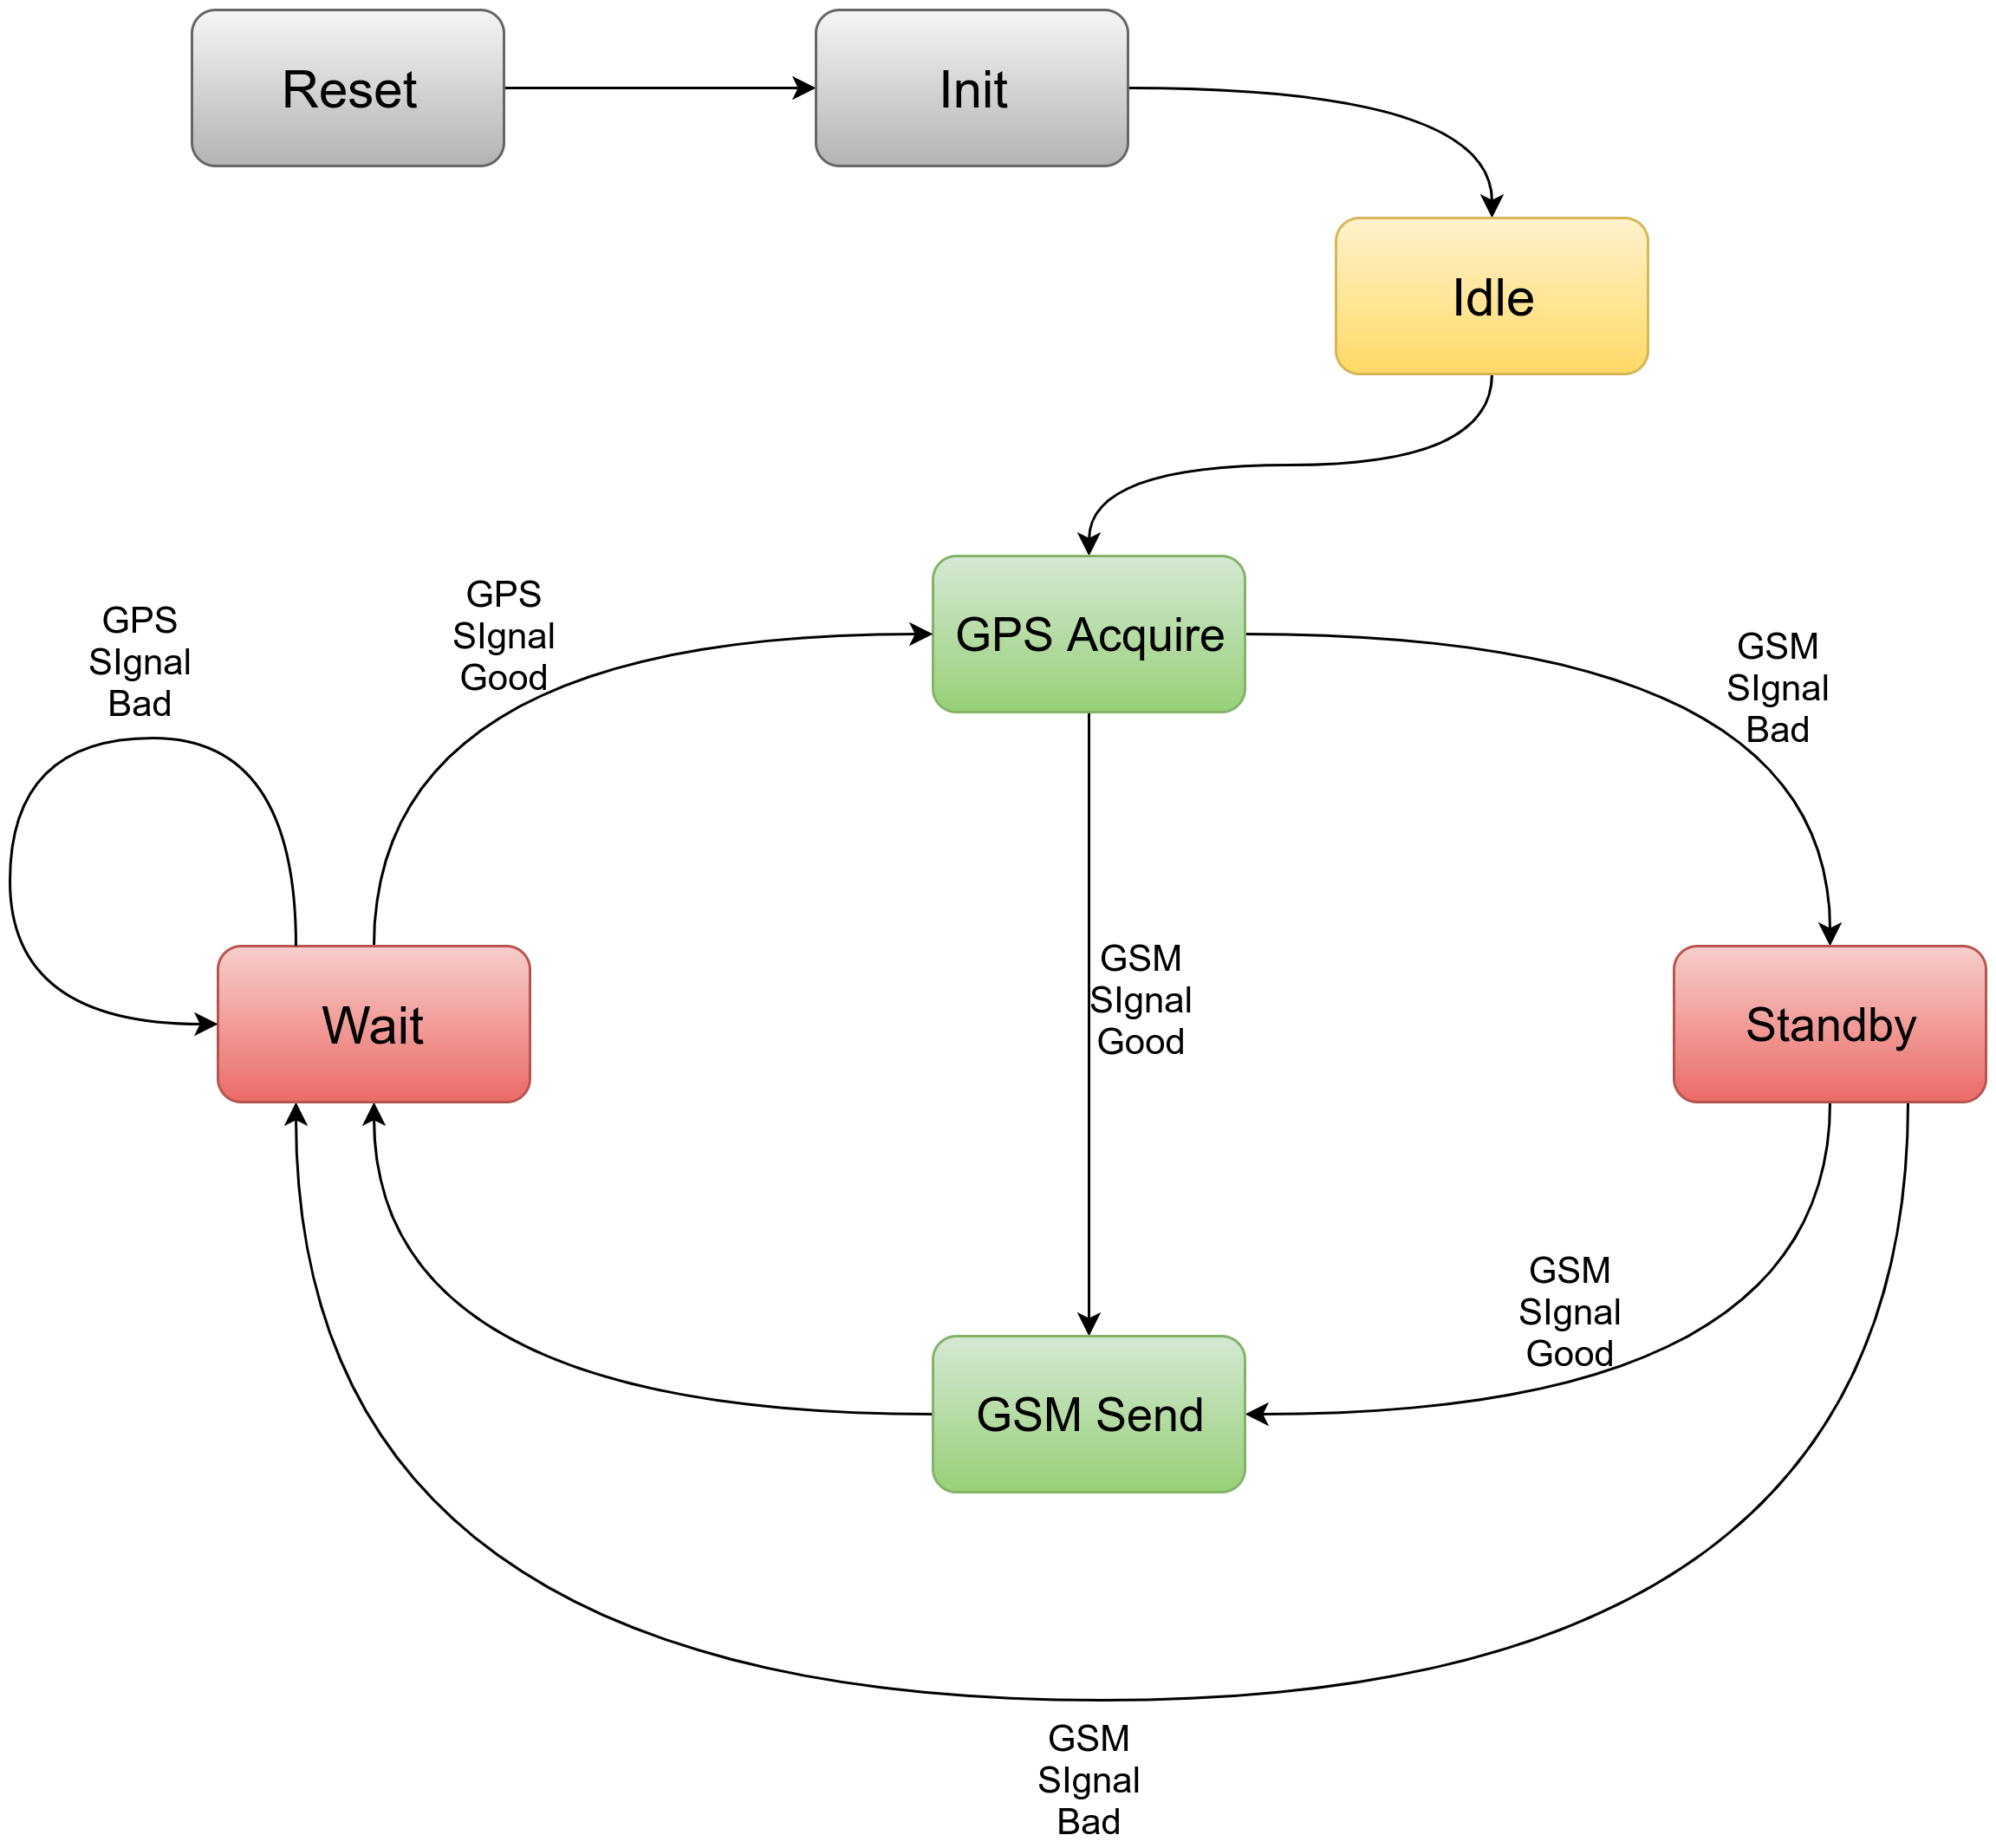 Reset
Init
Idle
GPS
SIgnal
Bad
GPS
SIgnal
Good
GPS Acquire
GSM
SIgnal
Bad
Wait
GSM
SIgnal
Good
Standby
GSM
SIgnal
Good
GSM Send
GSM
SIgnal
Bad